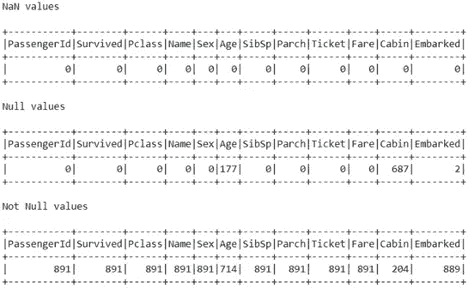 NaN values
+-----------+--------+------+----+---+---+-----+-----+------+----+-----+--------+
|PassengerId|Survived|Pclass|Name|Sex|Age|SibSp|Parch|Ticket|Fare|Cabin|Embarked|
+-----------+--------+------+----+---+---+-----+-----+------+----+-----+--------+
|          0|       0|     0|   0|  0|  0|    0|    0|     0|   0|    0|       0|
+-----------+--------+------+----+---+---+-----+-----+------+----+-----+--------+
Null values
+-----------+--------+------+----+---+---+-----+-----+------+----+-----+--------+
|PassengerId|Survived|Pclass|Name|Sex|Age|SibSp|Parch|Ticket|Fare|Cabin|Embarked|
+-----------+--------+------+----+---+---+-----+-----+------+----+-----+--------+
|          0|       0|     0|   0|  0|177|    0|    0|     0|   0|  687|       2|
+-----------+--------+------+----+---+---+-----+-----+------+----+-----+--------+
Not Null values
+-----------+--------+------+----+---+---+-----+-----+------+----+-----+--------+
|PassengerId|Survived|Pclass|Name|Sex|Age|SibSp|Parch|Ticket|Fare|Cabin|Embarked|
+-----------+--------+------+----+---+---+-----+-----+------+----+-----+--------+
|        891|     891|   891| 891|891|714|  891|  891|   891| 891|  204|     889|
+-----------+--------+------+----+---+---+-----+-----+------+----+-----+--------+